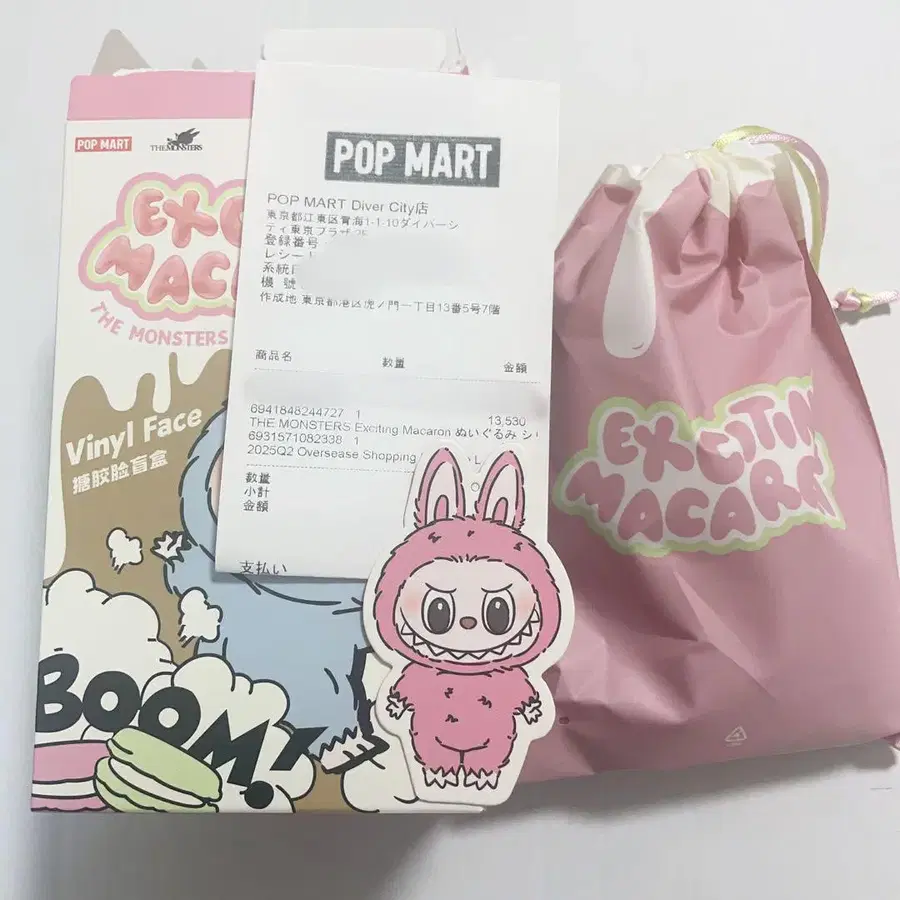 POP MART
THE MONSTERS
EXC
MACA
THE MONSTERS
Vinyl Face
搪胶脸盲盒
BOOM!
POP MART
POP MART Diver City店
東京都江東区青海1-1-10ダイバーシ
ティ東京プラザ
登録番号
レシー
系統
機 號
作成地 東京都港区虎ノ門一丁目13番5号7階
商品名 数量 金額
6941848244727 1 13,530
THE MONSTERS Exciting Macaron ぬいぐるみ シ
6931571082338 1
2025Q2 Oversease Shopping
数量
小計
金額
支払い
EXCITIN
MACARO